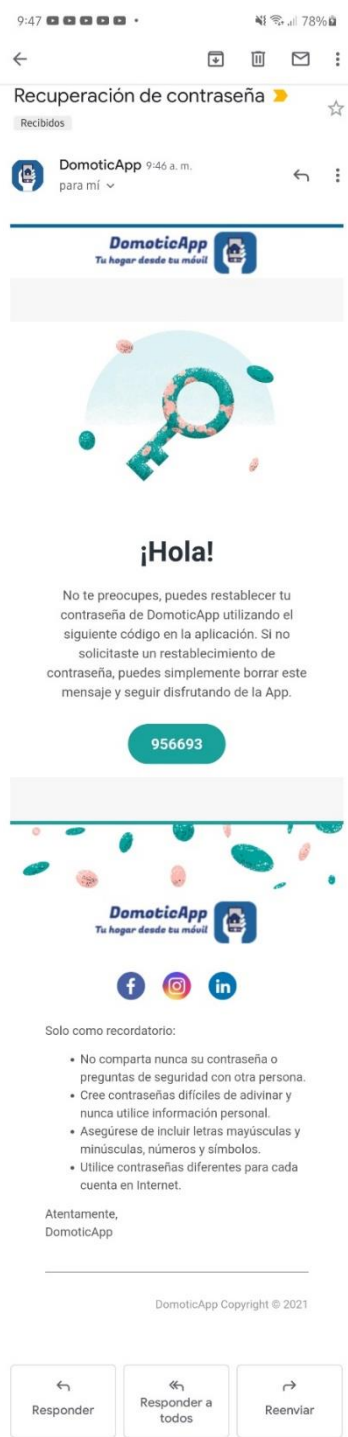 9:47
78%
Recuperación de contraseña
Recibidos
DomoticApp 9:46 a. m.
para mí
DomoticApp
Tu hogar desde tu móvil
¡Hola!
No te preocupes, puedes restablecer tu
contraseña de DomoticApp utilizando el
siguiente código en la aplicación. Si no
solicitaste un restablecimiento de
contraseña, puedes simplemente borrar este
mensaje y seguir disfrutando de la App.
956693
DomoticApp
Tu hogar desde tu móvil
f
in
Solo como recordatorio:
• No comparta nunca su contraseña o
preguntas de seguridad con otra persona.
• Cree contraseñas difíciles de adivinar y
nunca utilice información personal.
• Asegúrese de incluir letras mayúsculas y
minúsculas, números y símbolos.
• Utilice contraseñas diferentes para cada
cuenta en Internet.
Atentamente,
DomoticApp
DomoticApp Copyright © 2021
Responder
Responder a
todos
Reenviar